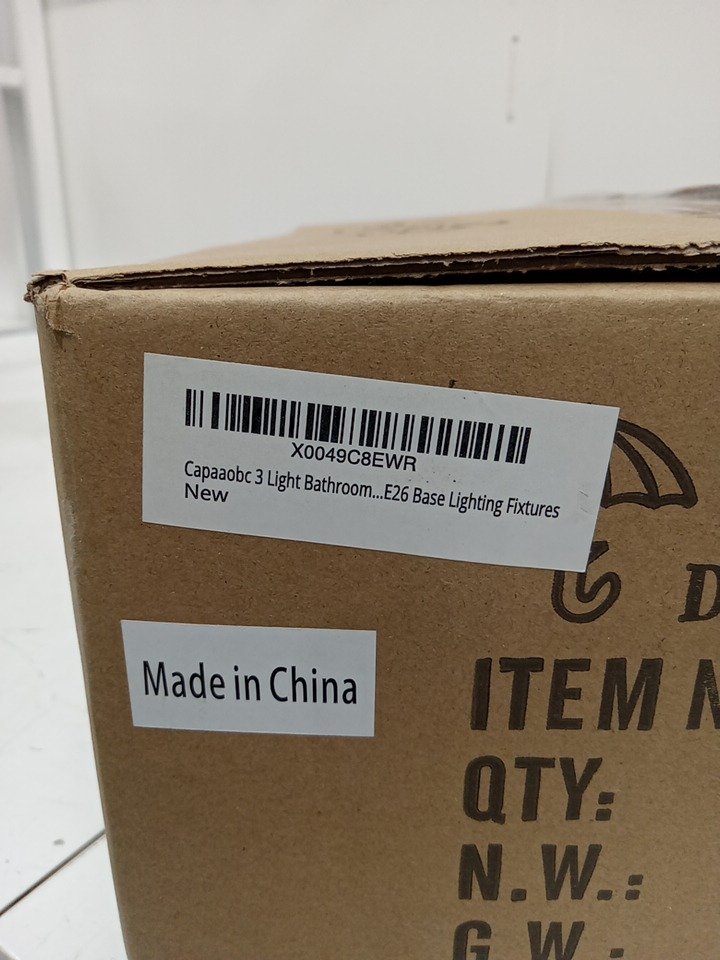 X0049C8EWR
Capaaobc 3 Light Bathroom...E26 Base Lighting Fixtures
New
Made in China
ITEM
QTY:
N.W.:
G.W.: